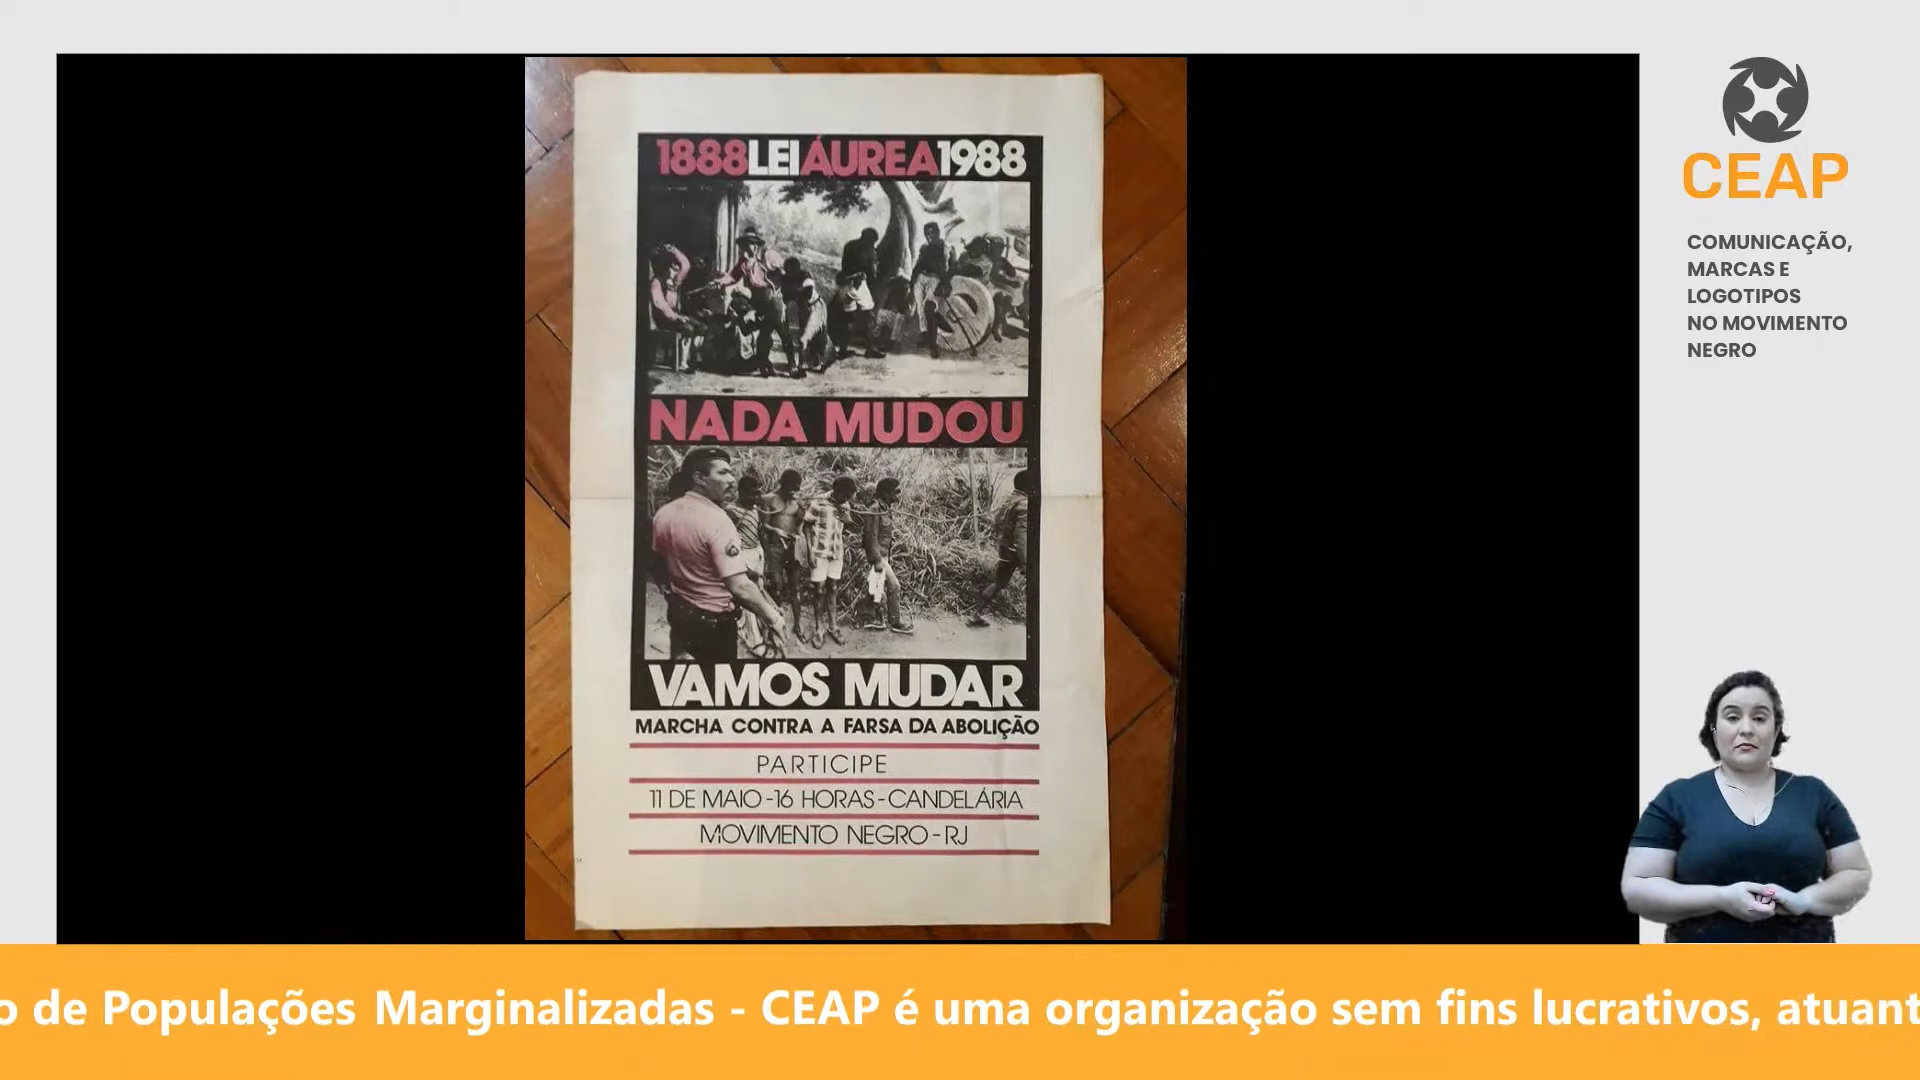 1888LEIÁUREA1988
NADA MUDOU
VAMOS MUDAR
MARCHA CONTRA A FARSA DA ABOLIÇÃO
PARTICIPE
11 DE MAIO-16 HORAS-CANDELÁRIA
MOVIMENTO NEGRO-RJ
CEAP
COMUNICAÇÃO,
MARCAS E
LOGOTIPOS
NO MOVIMENTO
NEGRO
o de Populações Marginalizadas - CEAP é uma organização sem fins lucrativos, atuant